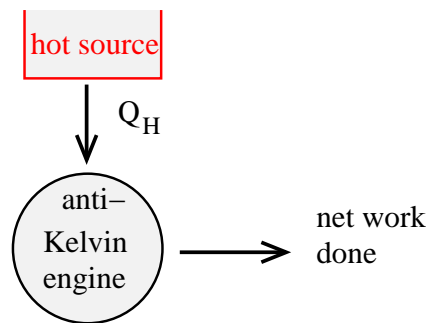 hot source
Q_H
anti–
Kelvin
engine
net work
done